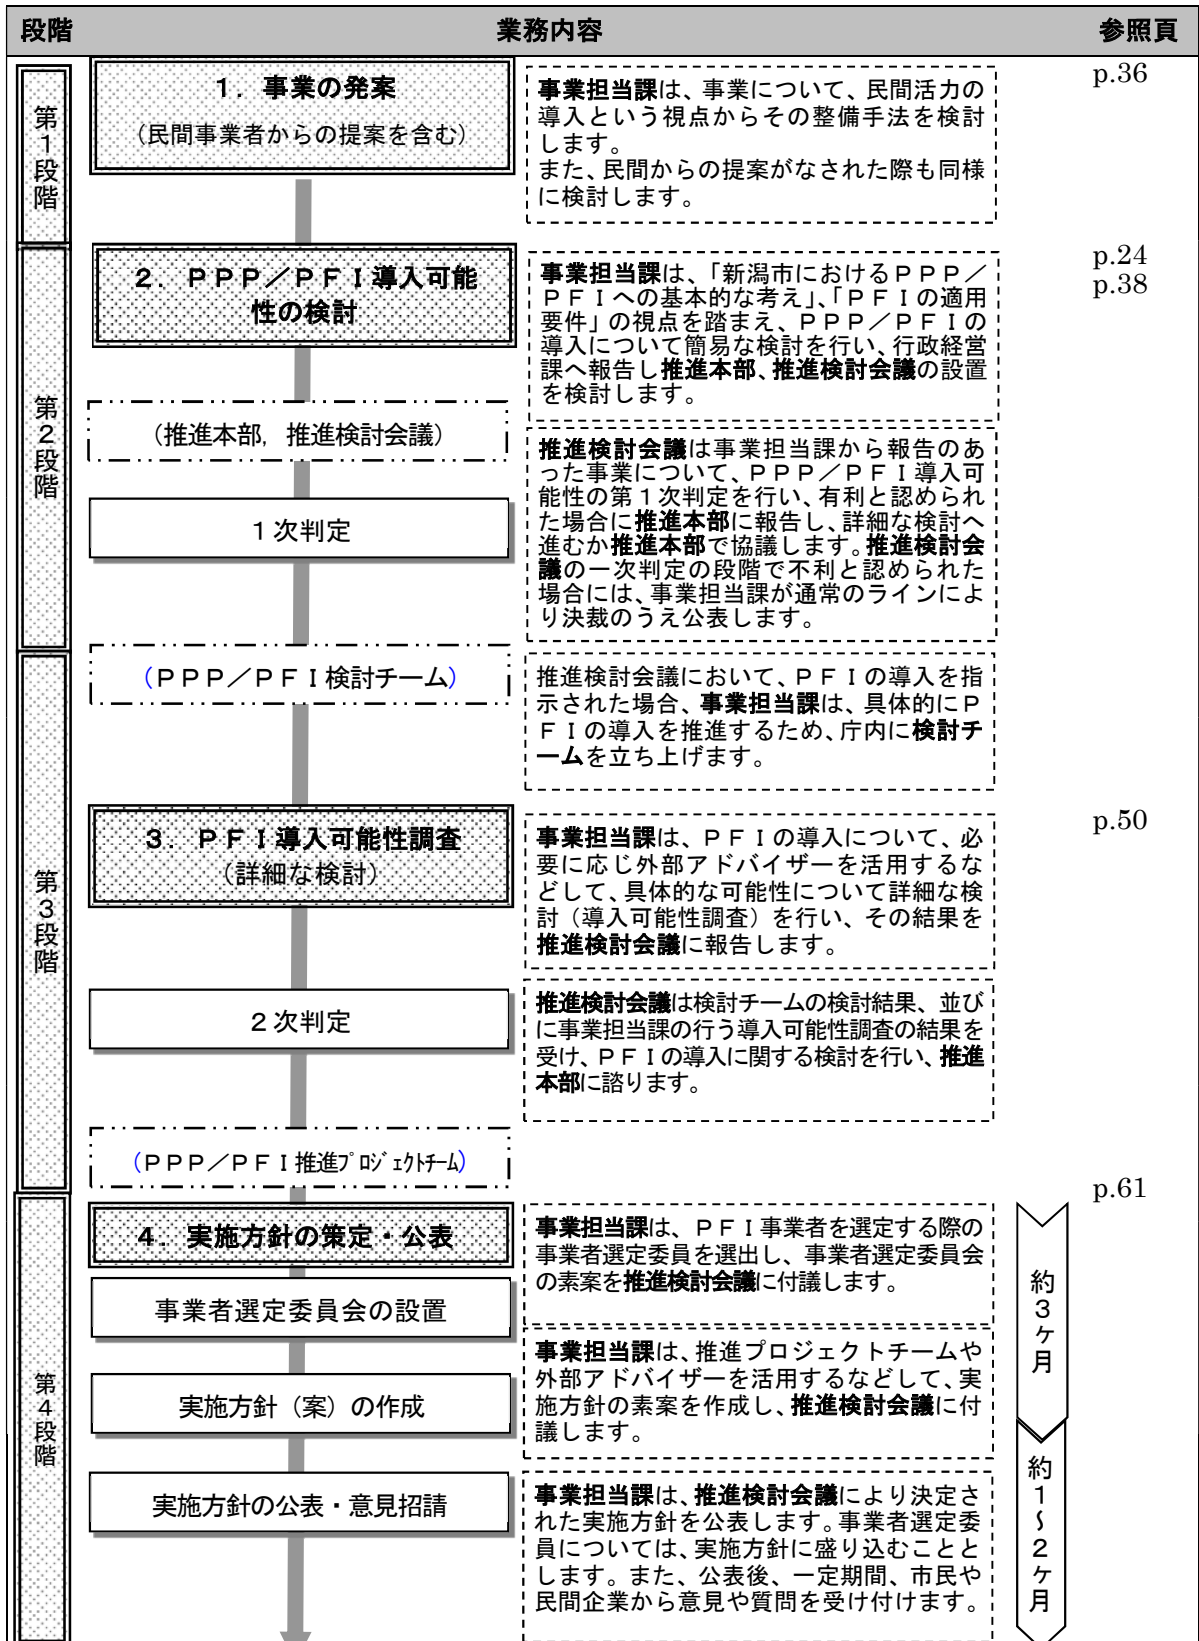 段階 業務内容 参照頁
第1段階
1．事業の発案
（民間事業者からの提案を含む）
事業担当課は、事業について、民間活力の
導入という視点からその整備手法を検討
します。
また、民間からの提案がなされた際も同様
に検討します。
p.36
第2段階
2．ＰＰＰ／ＰＦＩ導入可能
性の検討
事業担当課は、「新潟市におけるＰＰＰ／
ＰＦＩへの基本的な考え」、「ＰＦＩの適用
要件」の視点を踏まえ、ＰＰＰ／ＰＦＩの
導入について簡易な検討を行い、行政経営
課へ報告し推進本部、推進検討会議の設置
を検討します。
p.24
p.38
（推進本部，推進検討会議）
1次判定
推進検討会議は事業担当課から報告のあ
った事業について、ＰＰＰ／ＰＦＩ導入可
能性の第１次判定を行い、有利と認められ
た場合に推進本部に報告し、詳細な検討へ
進むか推進本部で協議します。推進検討会
議の一次判定の段階で不利と認められた
場合には、事業担当課が通常のラインによ
り決裁のうえ公表します。
第3段階
（ＰＰＰ／ＰＦＩ検討チーム）
推進検討会議において、ＰＦＩの導入を指
示された場合、事業担当課は、具体的にＰ
ＦＩの導入を推進するため、庁内に検討チ
ームを立ち上げます。
3．ＰＦＩ導入可能性調査
（詳細な検討）
事業担当課は、ＰＦＩの導入について、必
要に応じ外部アドバイザーを活用するな
どして、具体的な可能性について詳細な検
討（導入可能性調査）を行い、その結果を
推進検討会議に報告します。
p.50
2次判定
推進検討会議は検討チームの検討結果、並び
に事業担当課の行う導入可能性調査の結果を
受け、ＰＦＩの導入に関する検討を行い、推進
本部に諮ります。
（ＰＰＰ／ＰＦＩ推進ﾌﾟﾛｼﾞｪｸﾄﾁｰﾑ）
第4段階
4．実施方針の策定・公表
事業担当課は、ＰＦＩ事業者を選定する際の
事業者選定委員を選出し、事業者選定委員会
の素案を推進検討会議に付議します。
p.61
事業者選定委員会の設置
約3ヶ月
実施方針（案）の作成
事業担当課は、推進プロジェクトチームや
外部アドバイザーを活用するなどして、実
施方針の素案を作成し、推進検討会議に付
議します。
実施方針の公表・意見招請
事業担当課は、推進検討会議により決定さ
れた実施方針を公表します。事業者選定委
員については、実施方針に盛り込むことと
します。また、公表後、一定期間、市民や
民間企業から意見や質問を受け付けます。
約1～2ヶ月